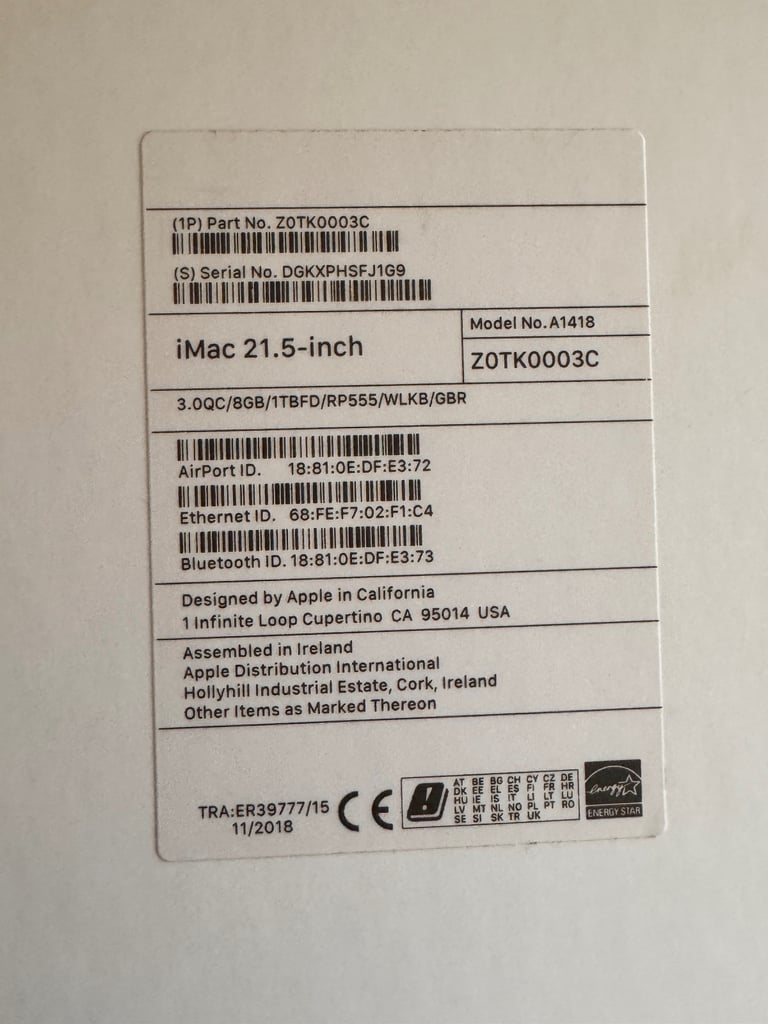 (1P) Part No. Z0TK0003C
(S) Serial No. DGKXPHSFJ1G9
iMac 21.5-inch
Model No. A1418
Z0TK0003C
3.0QC/8GB/1TBFD/RP555/WLKB/GBR
AirPort ID. 18:81:0E:DF:E3:72
Ethernet ID. 68:FE:F7:02:F1:C4
Bluetooth ID. 18:81:0E:DF:E3:73
Designed by Apple in California
1 Infinite Loop Cupertino CA 95014 USA
Assembled in Ireland
Apple Distribution International
Hollyhill Industrial Estate, Cork, Ireland
Other Items as Marked Thereon
TRA:ER39777/15
11/2018
CE
!
AT BE BG CH CY CZ DE
DK EE EL ES FI FR HR
HU IE IS IT LI LT LU
LV MT NL NO PL PT RO
SE SI SK TR UK
energy
ENERGY STAR